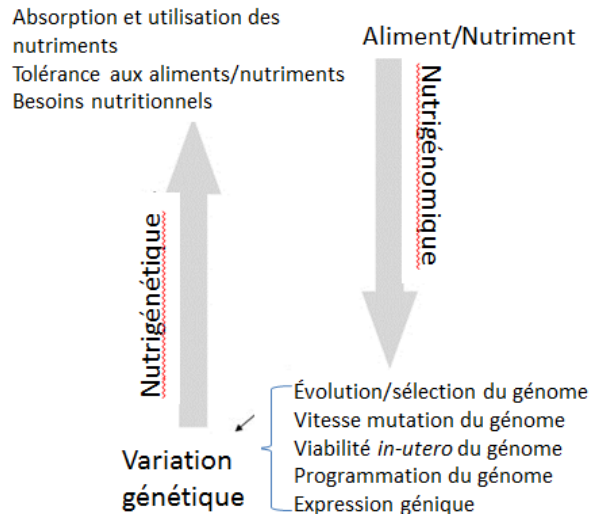 Absorption et utilisation des
nutriments
Tolérance aux aliments/nutriments
Besoins nutritionnels
Aliment/Nutriment
Nutrigénomique
Nutrigénétique
Variation
génétique
Évolution/sélection du génome
Vitesse mutation du génome
Viabilité in-utero du génome
Programmation du génome
Expression génique